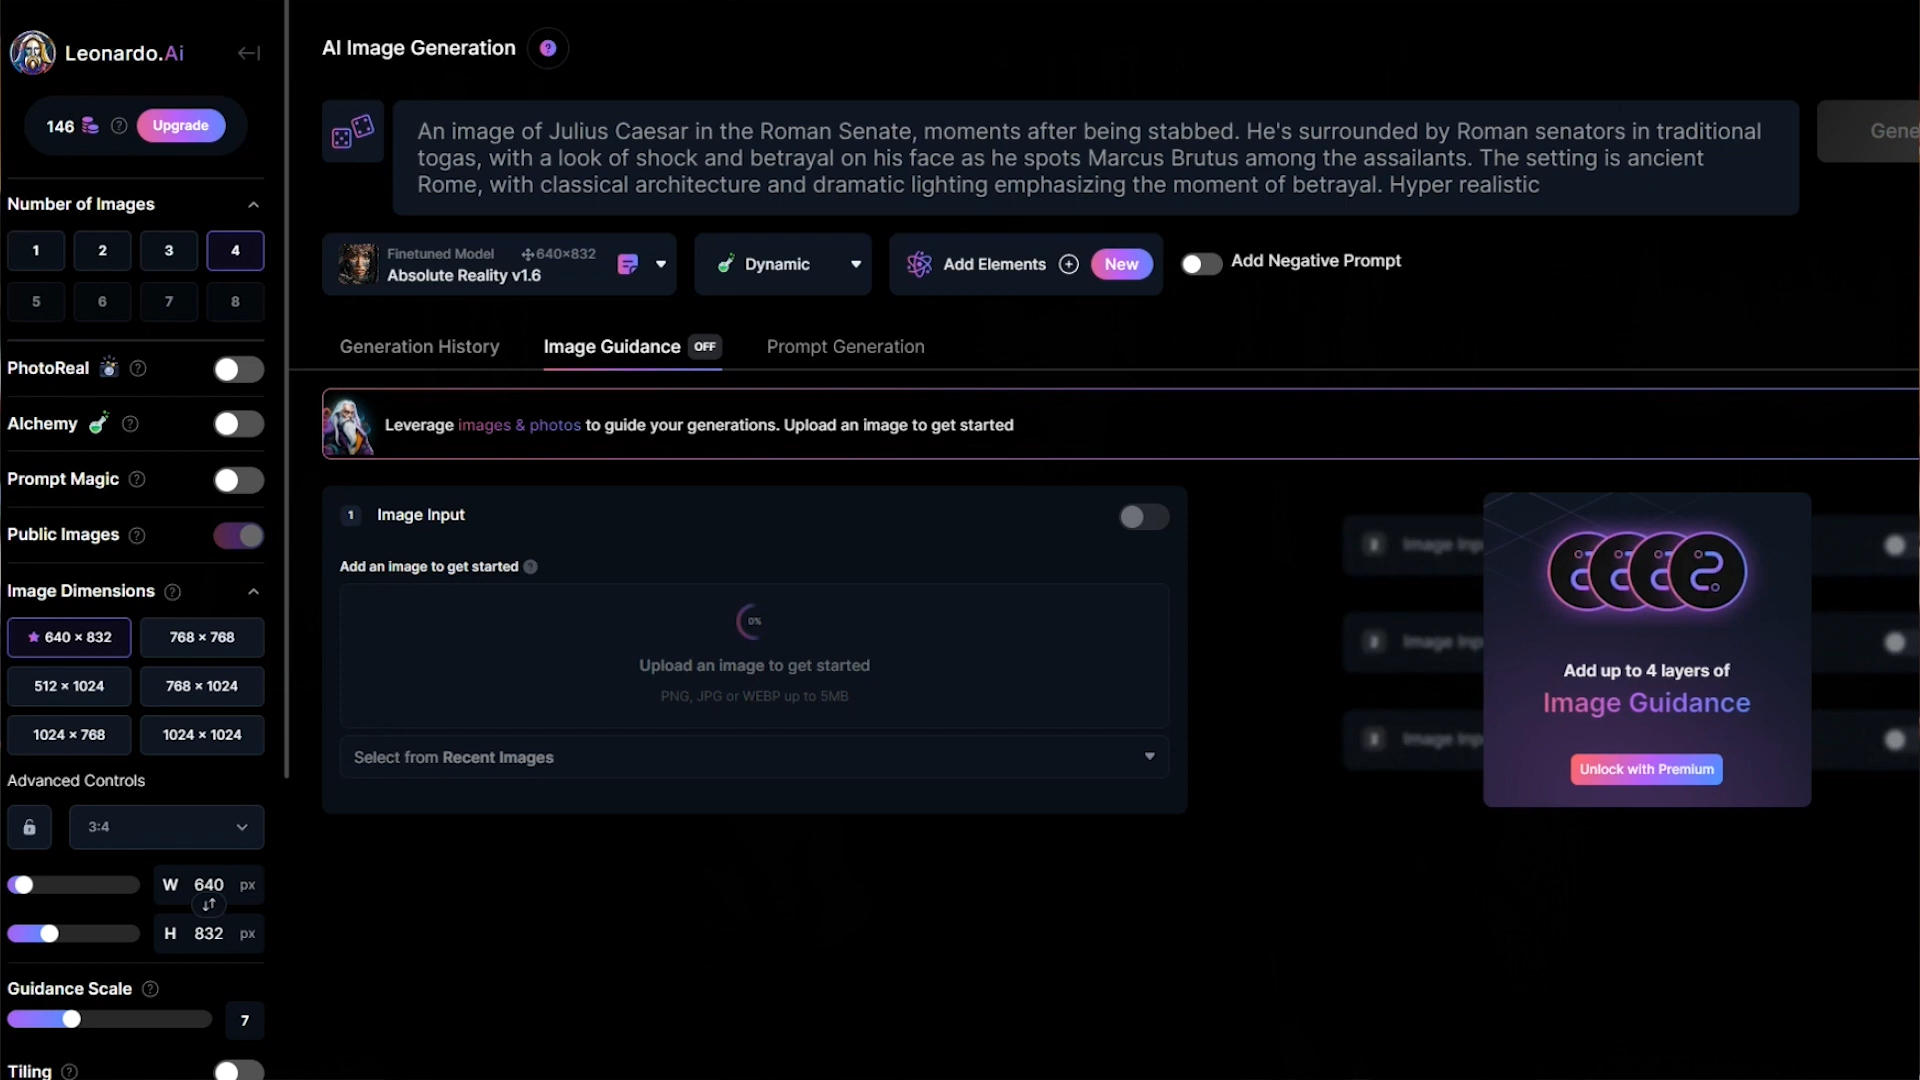 Leonardo.Ai
146
Upgrade
Number of Images
1
2
3
4
5
6
7
8
PhotoReal
Alchemy
Prompt Magic
Public Images
Image Dimensions
640 × 832
768 × 768
512 × 1024
768 × 1024
1024 × 768
1024 × 1024
Advanced Controls
3:4
W 640 px
H 832 px
Guidance Scale
7
Tiling
AI Image Generation
An image of Julius Caesar in the Roman Senate, moments after being stabbed. He's surrounded by Roman senators in traditional
togas, with a look of shock and betrayal on his face as he spots Marcus Brutus among the assailants. The setting is ancient
Rome, with classical architecture and dramatic lighting emphasizing the moment of betrayal. Hyper realistic
Gene
Finetuned Model 640×832
Absolute Reality v1.6
Dynamic
Add Elements
New
Add Negative Prompt
Generation History
Image Guidance OFF
Prompt Generation
Leverage images & photos to guide your generations. Upload an image to get started
1 Image Input
Add an image to get started
0%
Upload an image to get started
PNG, JPG or WEBP up to 5MB
Select from Recent Images
Image Inp
Image Inp
Image Inp
Add up to 4 layers of
Image Guidance
Unlock with Premium